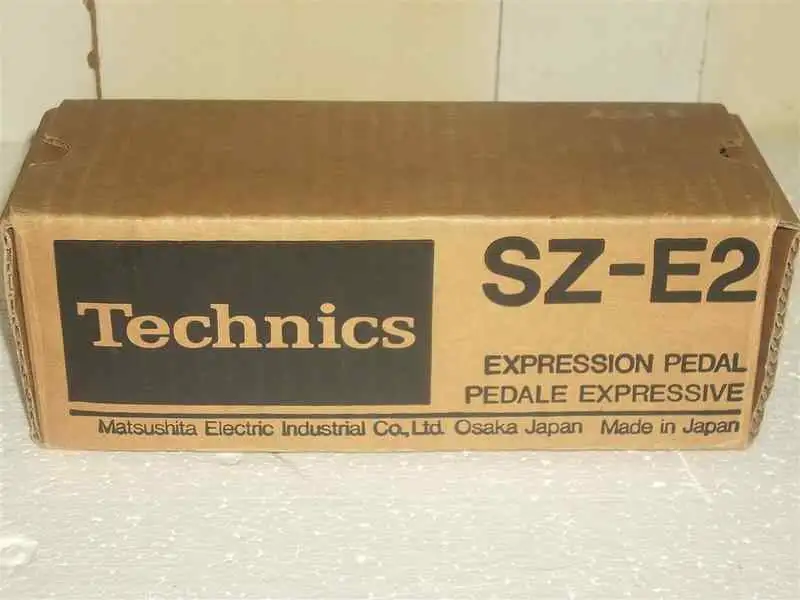 Technics
SZ-E2
EXPRESSION PEDAL
PEDALE EXPRESSIVE
Matsushita Electric Industrial Co., Ltd. Osaka Japan Made in Japan